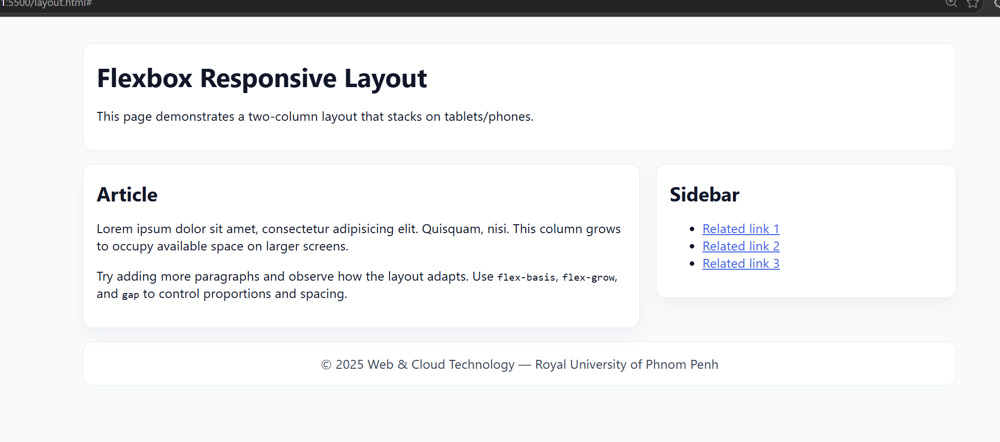 1:5500/layout.html#
Flexbox Responsive Layout
This page demonstrates a two-column layout that stacks on tablets/phones.
Article
Lorem ipsum dolor sit amet, consectetur adipisicing elit. Quisquam, nisi. This column grows
to occupy available space on larger screens.
Try adding more paragraphs and observe how the layout adapts. Use flex-basis, flex-grow,
and gap to control proportions and spacing.
Sidebar
Related link 1
Related link 2
Related link 3
© 2025 Web & Cloud Technology — Royal University of Phnom Penh